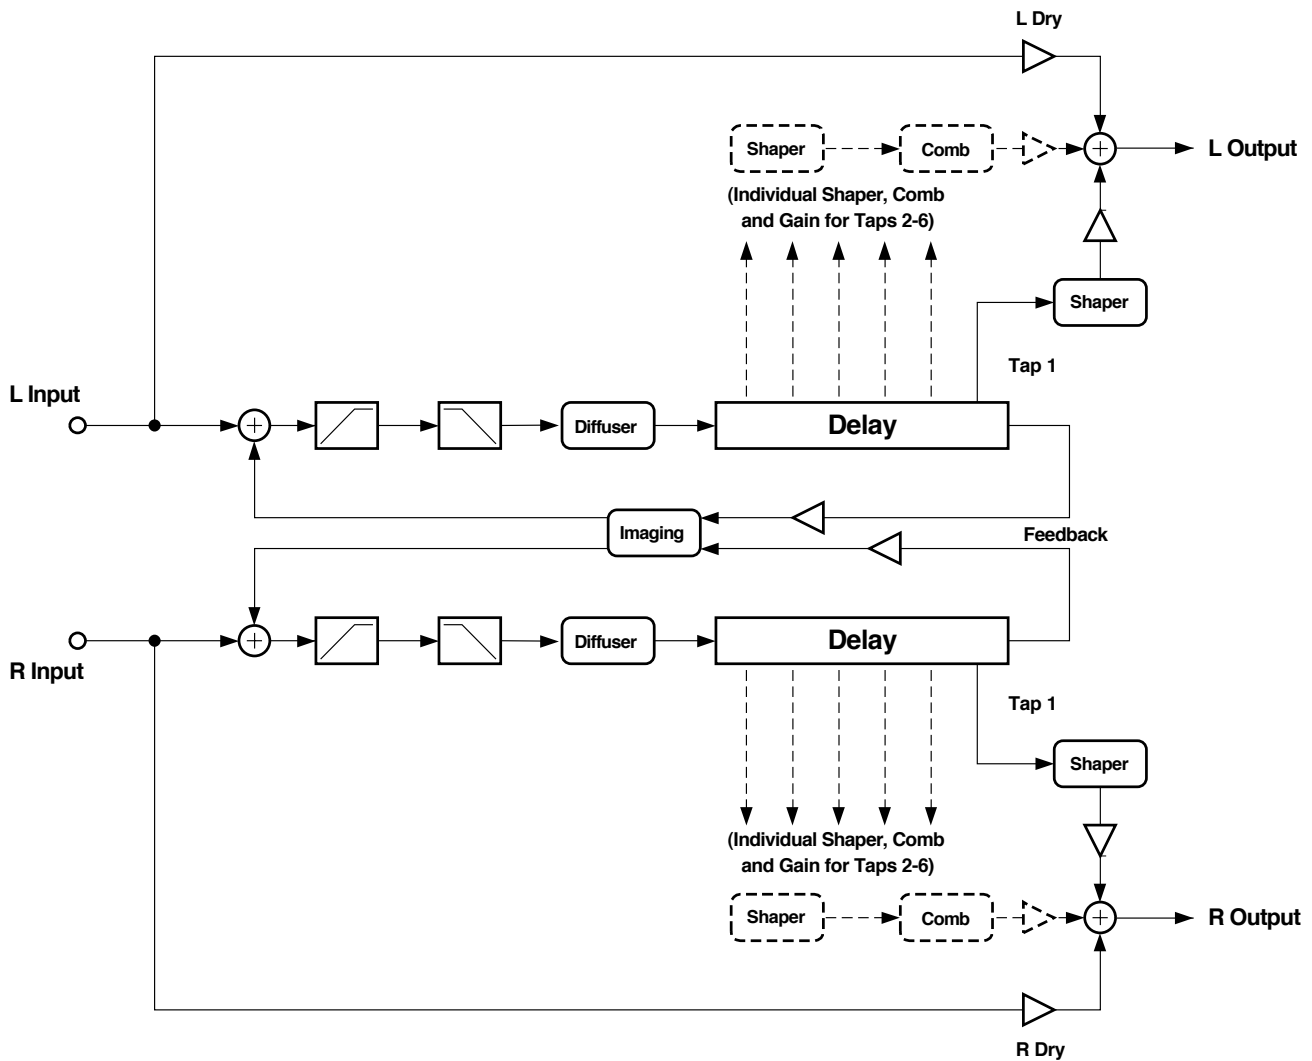 L Dry
Shaper
Comb
+
L Output
(Individual Shaper, Comb
and Gain for Taps 2-6)
Shaper
Tap 1
L Input
+
Diffuser
Delay
Imaging
Feedback
+
Diffuser
Delay
R Input
Tap 1
Shaper
(Individual Shaper, Comb
and Gain for Taps 2-6)
Shaper
Comb
+
R Output
R Dry